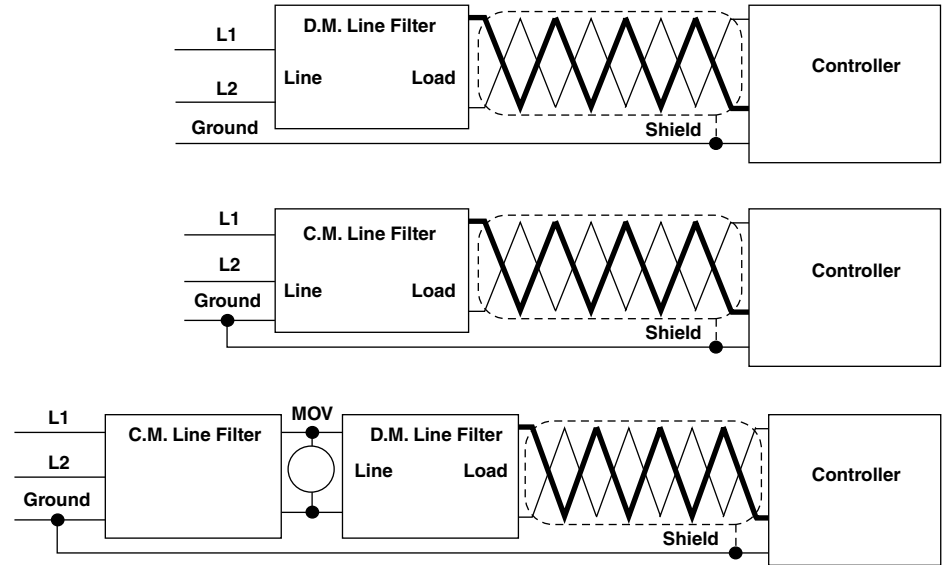 D.M. Line Filter
L1
Line
Load
Controller
L2
Ground
Shield
L1
C.M. Line Filter
L2
Line
Load
Controller
Ground
Shield
MOV
L1
C.M. Line Filter
D.M. Line Filter
L2
Line
Load
Controller
Ground
Shield